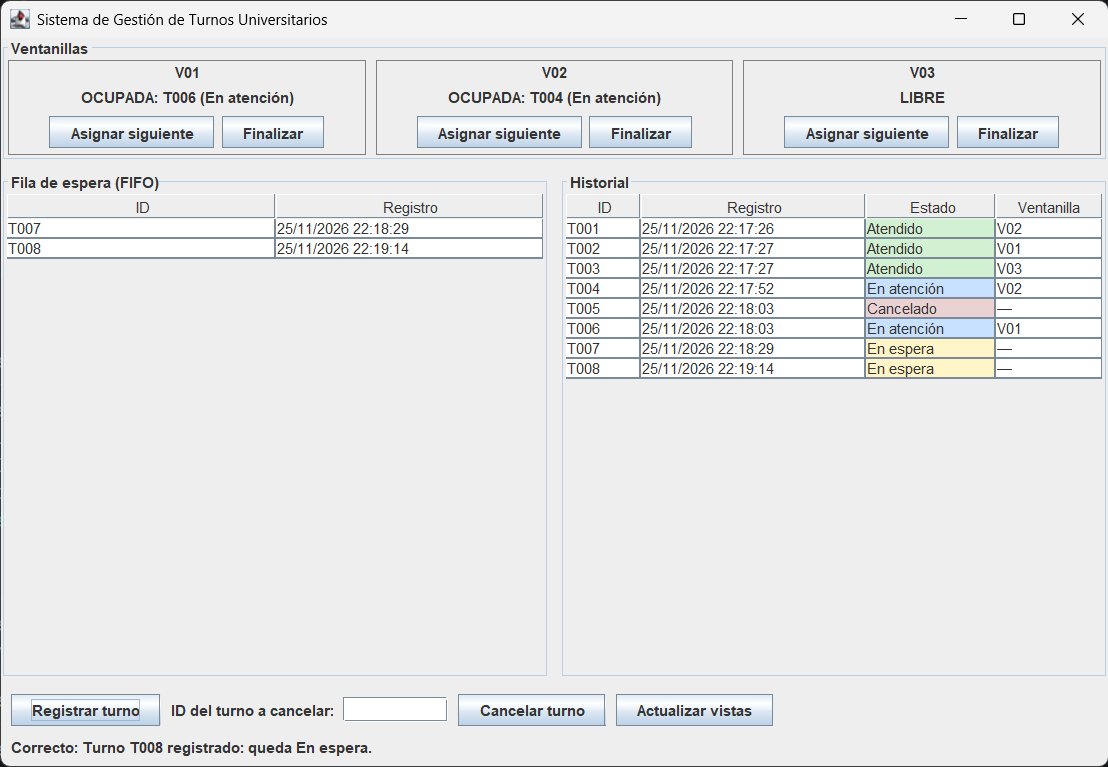 Sistema de Gestión de Turnos Universitarios
Ventanillas
V01 V02 V03
OCUPADA: T006 (En atención) OCUPADA: T004 (En atención) LIBRE
Asignar siguiente Finalizar Asignar siguiente Finalizar Asignar siguiente Finalizar
Fila de espera (FIFO)
ID Registro
T007 25/11/2026 22:18:29
T008 25/11/2026 22:19:14
Historial
ID Registro Estado Ventanilla
T001 25/11/2026 22:17:26 Atendido V02
T002 25/11/2026 22:17:27 Atendido V01
T003 25/11/2026 22:17:27 Atendido V03
T004 25/11/2026 22:17:52 En atención V02
T005 25/11/2026 22:18:03 Cancelado —
T006 25/11/2026 22:18:03 En atención V01
T007 25/11/2026 22:18:29 En espera —
T008 25/11/2026 22:19:14 En espera —
Registrar turno ID del turno a cancelar: Cancelar turno Actualizar vistas
Correcto: Turno T008 registrado: queda En espera.